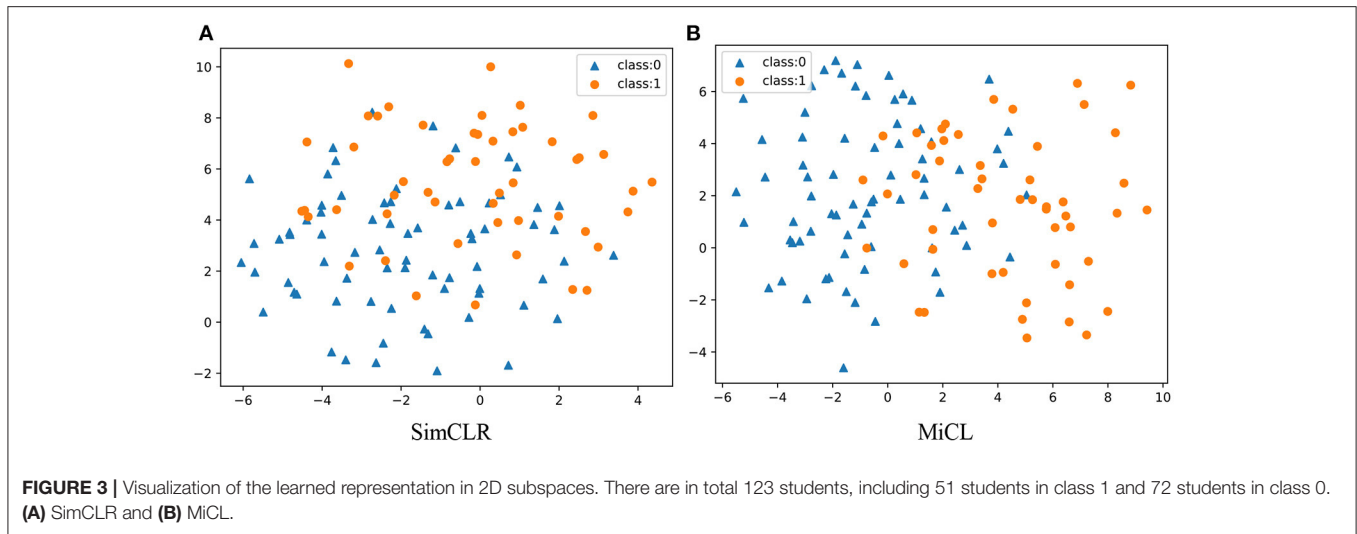 A
B
class:0
class:1
class:0
class:1
10
8
6
4
2
0
−2
6
4
2
0
−2
−4
−6 −4 −2 0 2 4
−6 −4 −2 0 2 4 6 8 10
SimCLR
MiCL
FIGURE 3 | Visualization of the learned representation in 2D subspaces. There are in total 123 students, including 51 students in class 1 and 72 students in class 0.
(A) SimCLR and (B) MiCL.